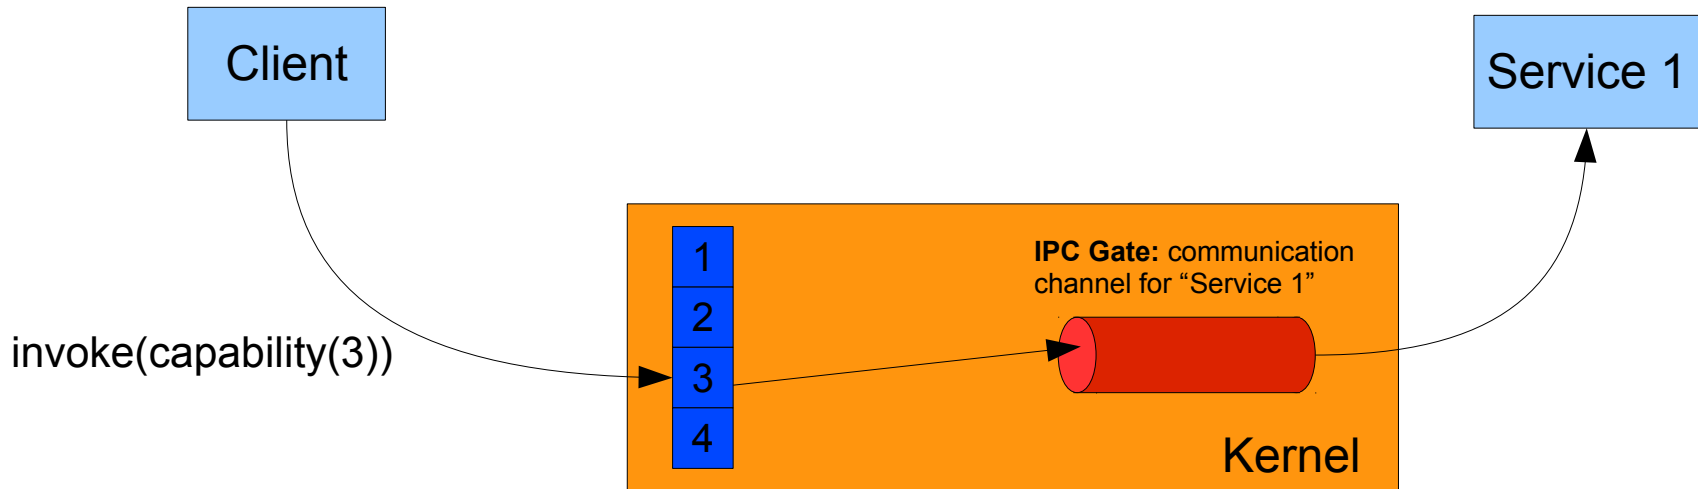 Client
Service 1
invoke(capability(3))
1
2
3
4
IPC Gate: communication
channel for “Service 1”
Kernel